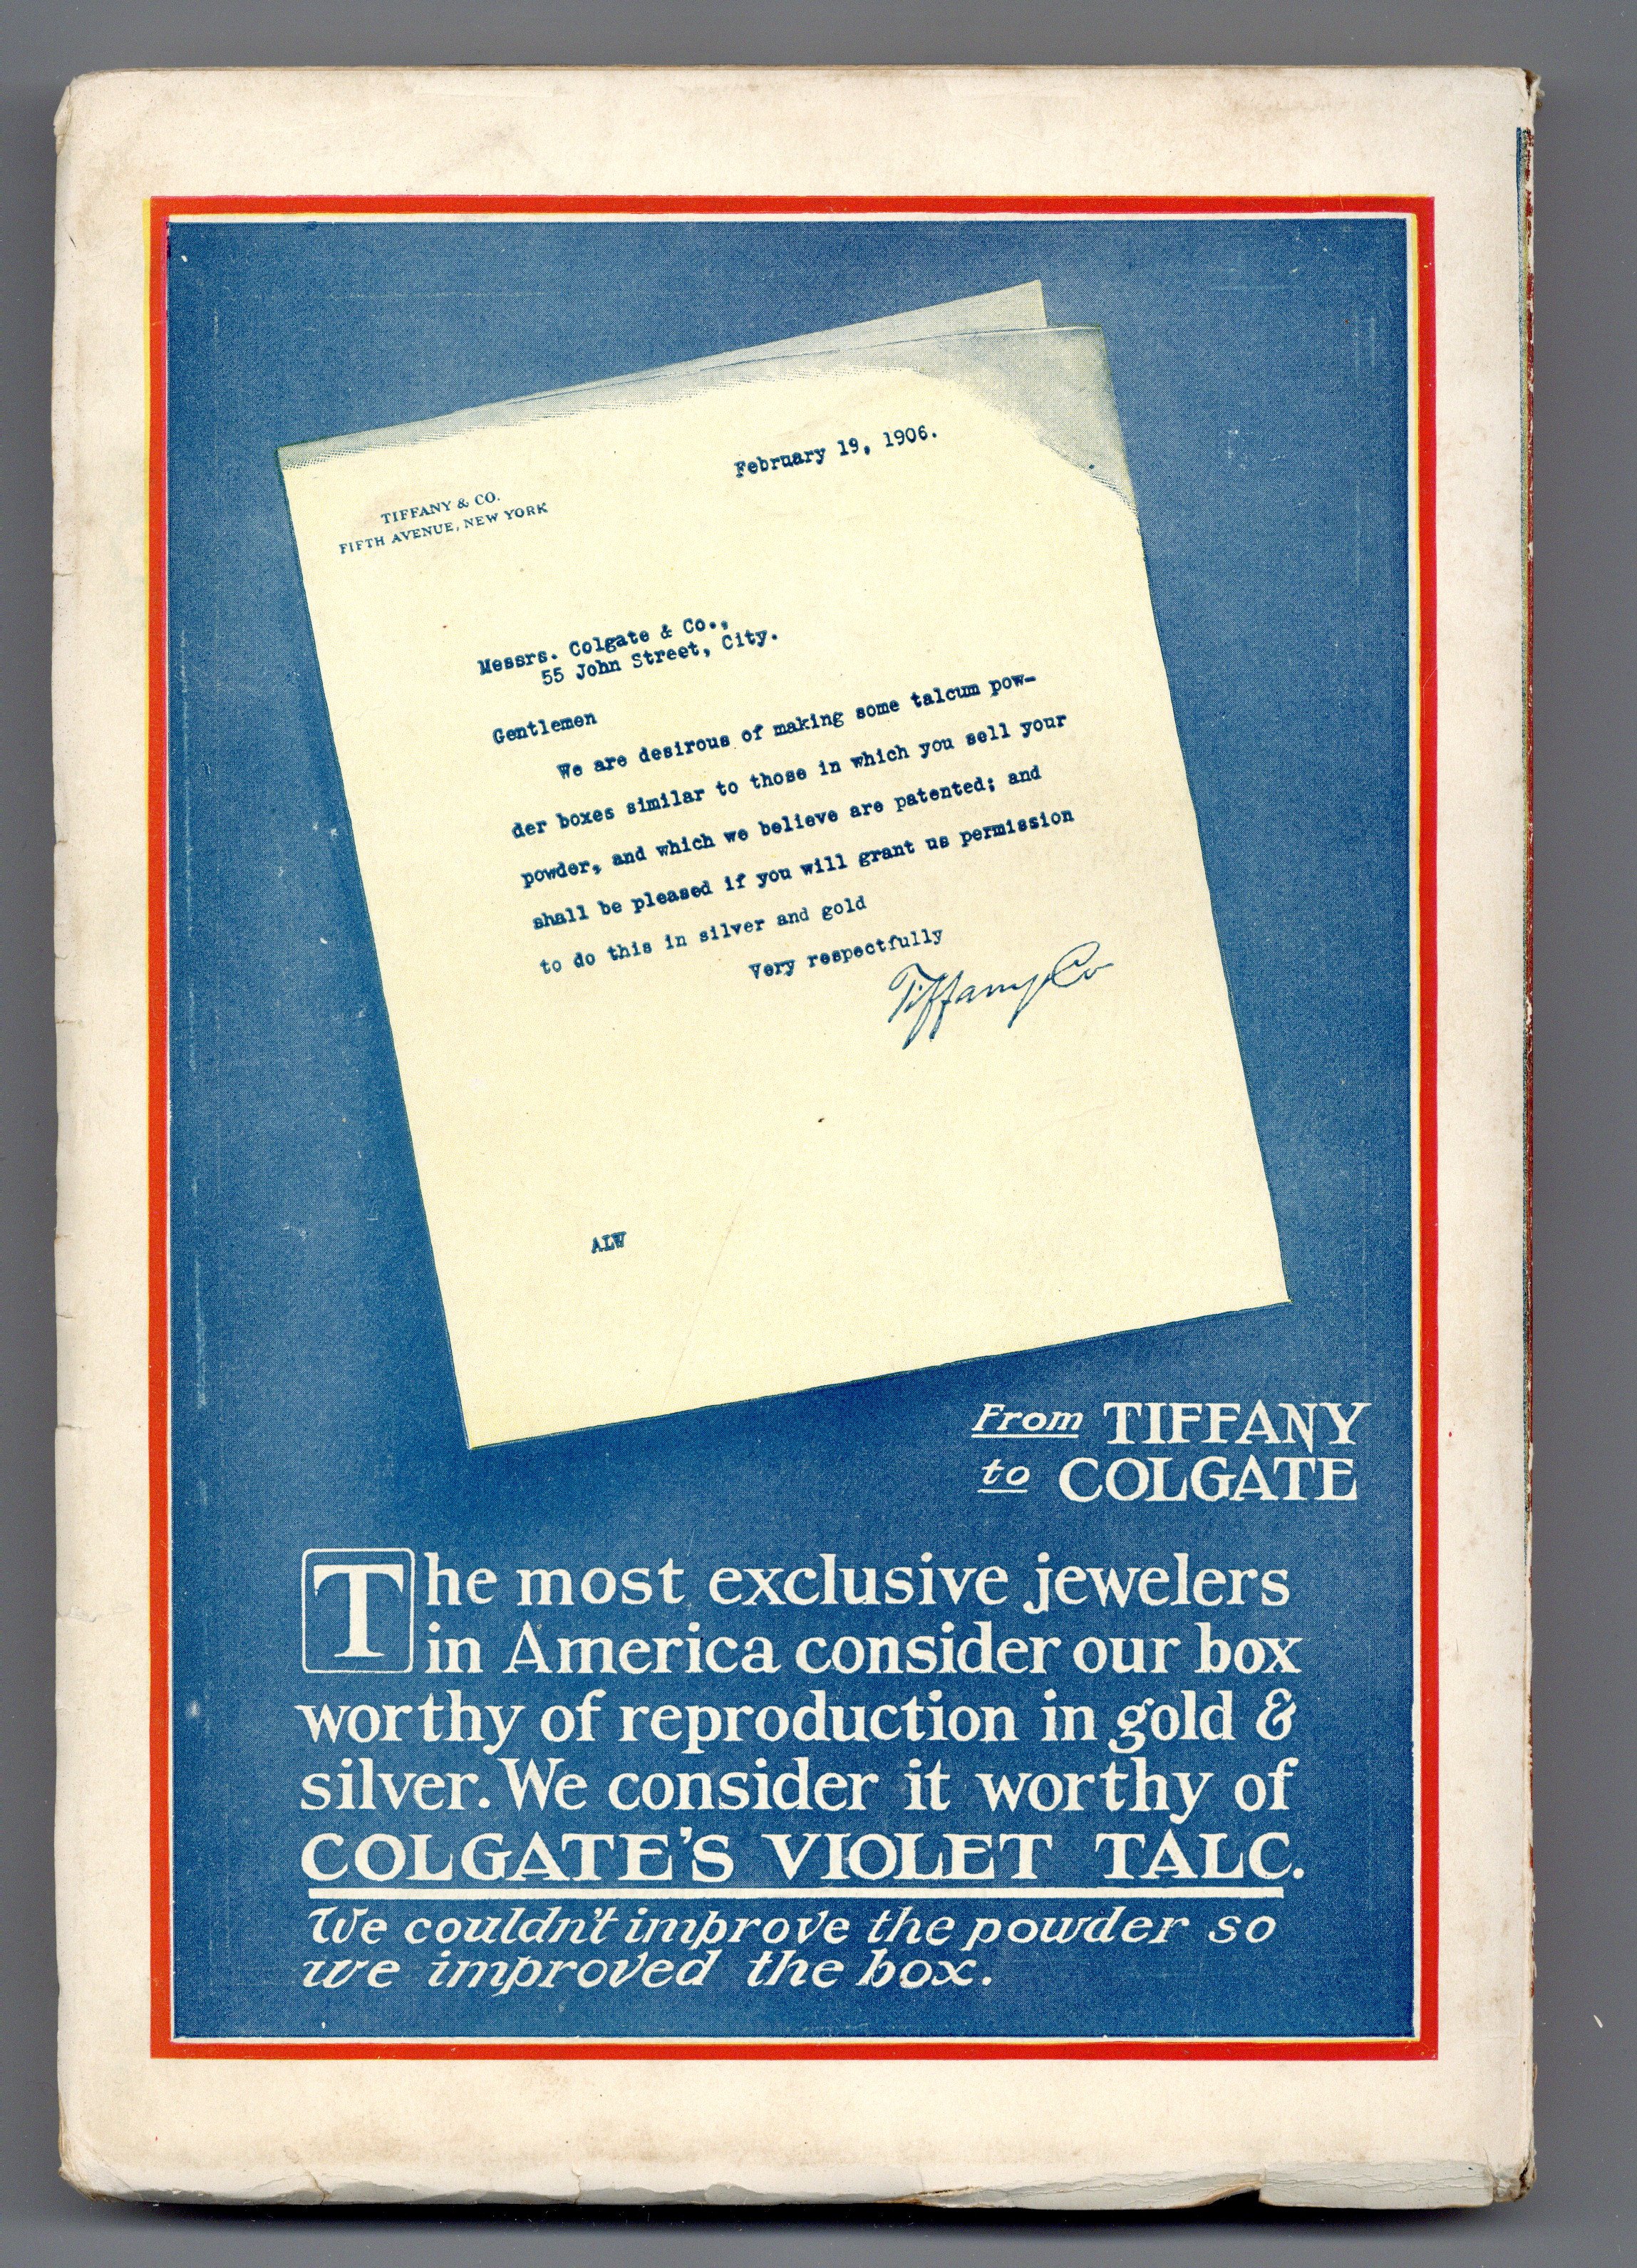 February 19, 1906.
TIFFANY & CO.
FIFTH AVENUE, NEW YORK
Messrs. Colgate & Co.,
55 John Street, City.
Gentlemen
We are desirous of making some talcum pow-
der boxes similar to those in which you sell your
powder, and which we believe are patented; and
shall be pleased if you will grant us permission
to do this in silver and gold
Very respectfully
Tiffany & Co
ALW
From TIFFANY
to COLGATE
The most exclusive jewelers
in America consider our box
worthy of reproduction in gold &
silver. We consider it worthy of
COLGATE'S VIOLET TALC.
We couldn't improve the powder so
we improved the box.